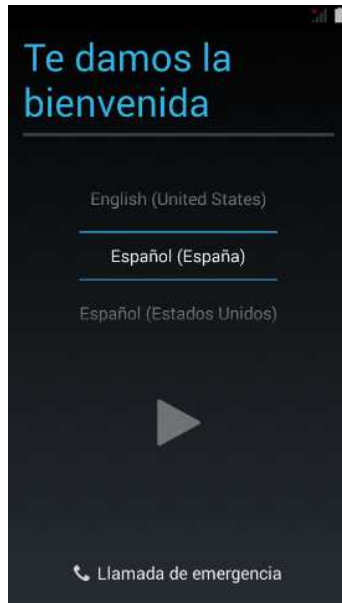 Te damos la
bienvenida
English (United States)
Español (España)
Español (Estados Unidos)
Llamada de emergencia